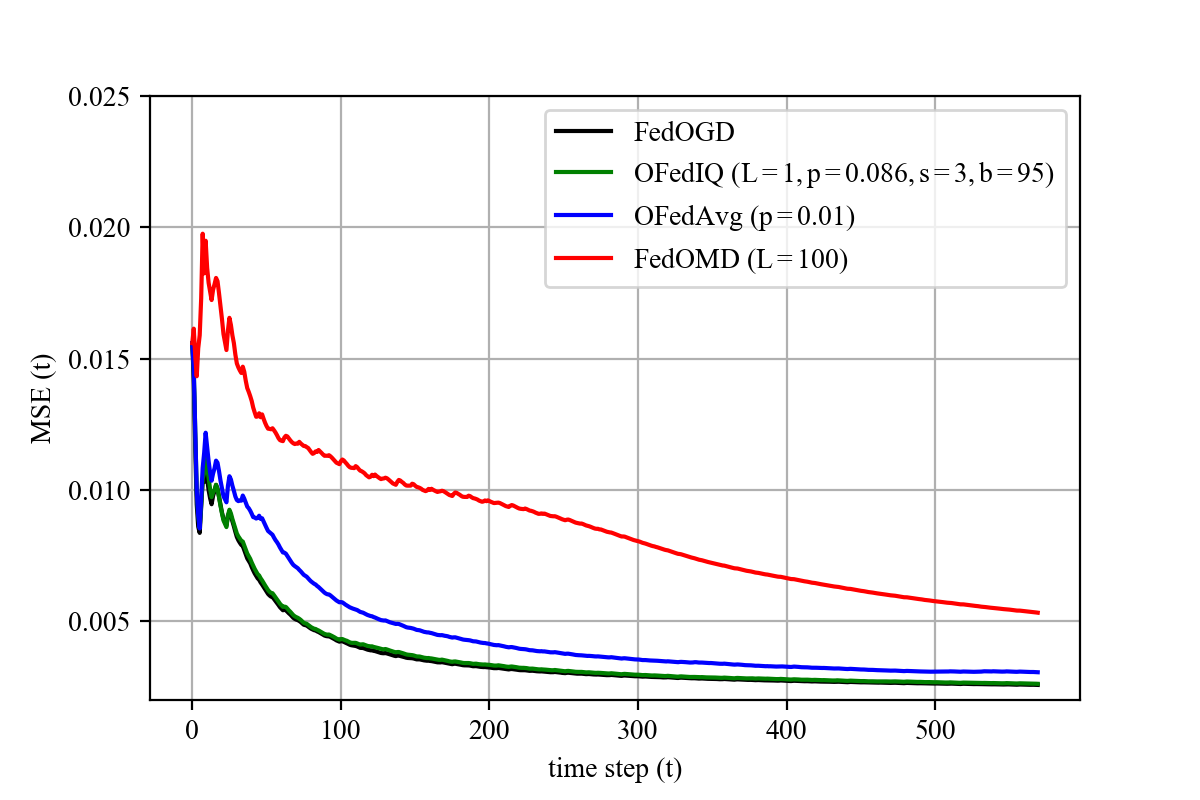 0.025
0.020
0.015
0.010
0.005
MSE (t)
FedOGD
OFedIQ (L = 1, p = 0.086, s = 3, b = 95)
OFedAvg (p = 0.01)
FedOMD (L = 100)
0 100 200 300 400 500
time step (t)